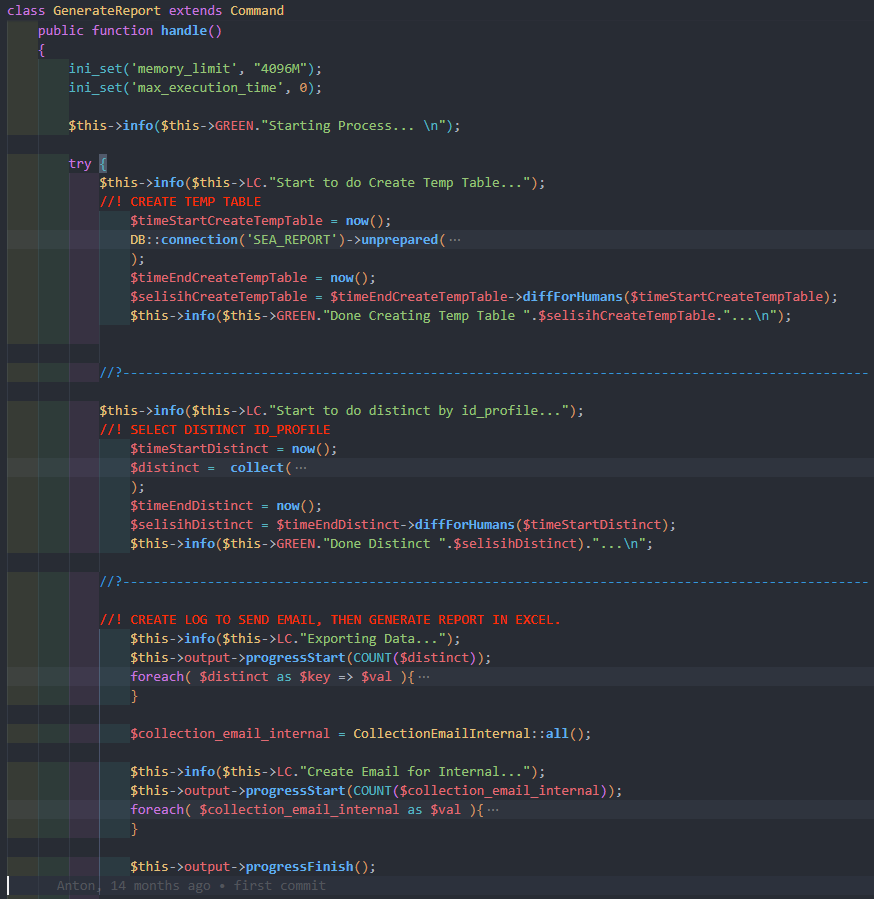 class GenerateReport extends Command
public function handle()
{
ini_set('memory_limit', "4096M");
ini_set('max_execution_time', 0);
$this->info($this->GREEN."Starting Process... \n");
try {
$this->info($this->LC."Start to do Create Temp Table...");
//! CREATE TEMP TABLE
$timeStartCreateTempTable = now();
DB::connection('SEA_REPORT')->unprepared( ···
);
$timeEndCreateTempTable = now();
$selisihCreateTempTable = $timeEndCreateTempTable->diffForHumans($timeStartCreateTempTable);
$this->info($this->GREEN."Done Creating Temp Table ".$selisihCreateTempTable."...\n");
//?-------------------------------------------------------------------------------------------------
$this->info($this->LC."Start to do distinct by id_profile...");
//! SELECT DISTINCT ID_PROFILE
$timeStartDistinct = now();
$distinct =  collect( ···
);
$timeEndDistinct = now();
$selisihDistinct = $timeEndDistinct->diffForHumans($timeStartDistinct);
$this->info($this->GREEN."Done Distinct ".$selisihDistinct)."...\n";
//?-------------------------------------------------------------------------------------------------
//! CREATE LOG TO SEND EMAIL, THEN GENERATE REPORT IN EXCEL.
$this->info($this->LC."Exporting Data...");
$this->output->progressStart(COUNT($distinct));
foreach( $distinct as $key => $val ){ ···
}
$collection_email_internal = CollectionEmailInternal::all();
$this->info($this->LC."Create Email for Internal...");
$this->output->progressStart(COUNT($collection_email_internal));
foreach( $collection_email_internal as $val ){ ···
}
$this->output->progressFinish();
Anton, 14 months ago • first commit